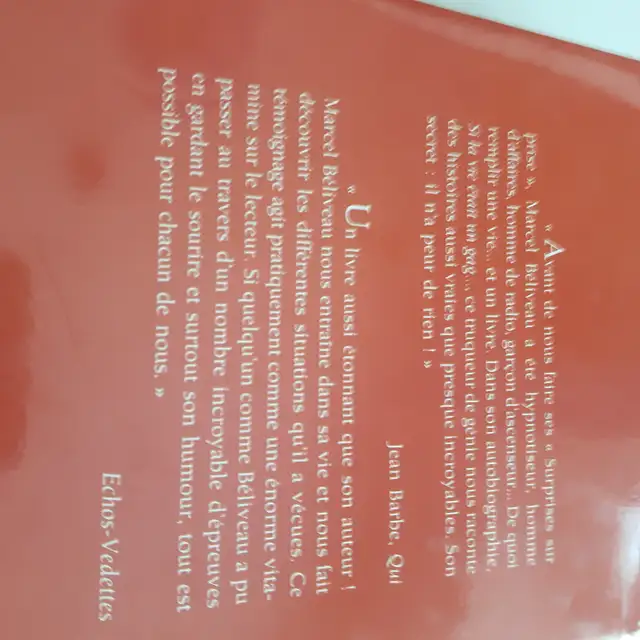 « Avant de nous faire ses « Surprises sur
prise », Marcel Béliveau a été hypnotiseur, homme
d'affaires, homme de radio, garçon d'ascenseur... De quoi
remplir une vie... et un livre. Dans son autobiographie,
Si la vie était un gag... ce truqueur de génie nous raconte
des histoires aussi vraies que presque incroyables. Son
secret : il n'a peur de rien ! »
Jean Barbe, Qui
« Un livre aussi étonnant que son auteur !
Marcel Béliveau nous entraîne dans sa vie et nous fait
découvrir les différentes situations qu'il a vécues. Ce
témoignage agit pratiquement comme une énorme vita-
mine sur le lecteur. Si quelqu'un comme Béliveau a pu
passer au travers d'un nombre incroyable d'épreuves
en gardant le sourire et surtout son humour, tout est
possible pour chacun de nous. »
Echos-Vedettes